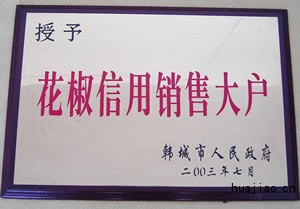 授予
花椒信用销售大户
韩城市人民政府
二00三年七月
huajiao.cn